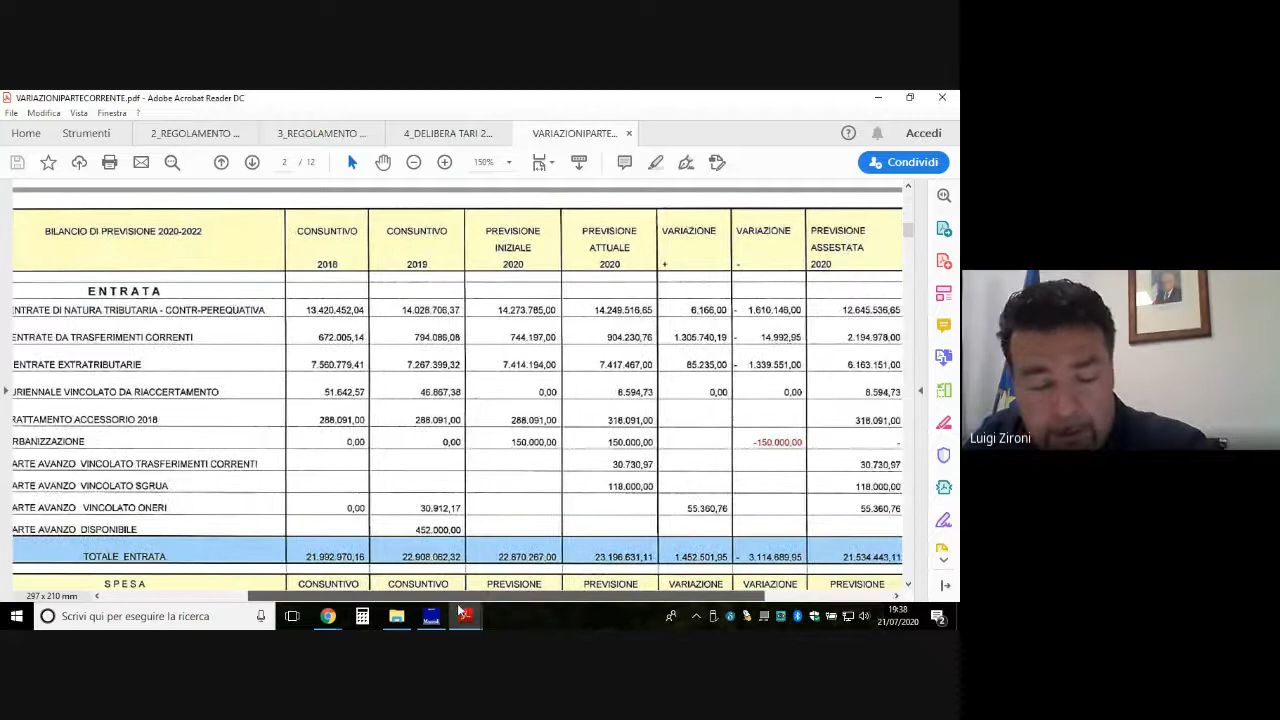 VARIAZIONIPARTECORRENTE.pdf - Adobe Acrobat Reader DC
File Modifica Vista Finestra ?
Home Strumenti 2_REGOLAMENTO ... 3_REGOLAMENTO ... 4_DELIBERA TARI 2... VARIAZIONIPARTE... × Accedi
2 / 12 150% Condividi
BILANCIO DI PREVISIONE 2020-2022 CONSUNTIVO CONSUNTIVO PREVISIONE PREVISIONE VARIAZIONE VARIAZIONE PREVISIONE
INIZIALE ATTUALE ASSESTATA
2018 2019 2020 2020 + - 2020
ENTRATA
NTRATE DI NATURA TRIBUTARIA - CONTR-PEREQUATIVA 13.420.452,04 14.028.706,37 14.273.785,00 14.249.516,65 6.166,00 - 1.610.146,00 12.645.536,65
ENTRATE DA TRASFERIMENTI CORRENTI 672.005,14 794.086,08 744.197,00 904.230,76 1.305.740,19 - 14.992,95 2.194.978,00
ENTRATE EXTRATRIBUTARIE 7.560.779,41 7.267.399,32 7.414.194,00 7.417.467,00 85.235,00 - 1.339.551,00 6.163.151,00
URIENNALE VINCOLATO DA RIACCERTAMENTO 51.642,57 46.867,38 0,00 8.594,73 0,00 0,00 8.594,73
RATTAMENTO ACCESSORIO 2018 288.091,00 288.091,00 288.091,00 318.091,00 318.091,00
RBANIZZAZIONE 0,00 0,00 150.000,00 150.000,00 -150.000,00 -
ARTE AVANZO VINCOLATO TRASFERIMENTI CORRENTI 30.730,97 30.730,97
ARTE AVANZO VINCOLATO SGRUA 118.000,00 118.000,00
ARTE AVANZO VINCOLATO ONERI 0,00 30.912,17 55.360,76 55.360,76
ARTE AVANZO DISPONIBILE 452.000,00
TOTALE ENTRATA 21.992.970,16 22.908.062,32 22.870.267,00 23.196.631,11 1.452.501,95 - 3.114.689,95 21.534.443,11
SPESA CONSUNTIVO CONSUNTIVO PREVISIONE PREVISIONE VARIAZIONE VARIAZIONE PREVISIONE
297 x 210 mm
Scrivi qui per eseguire la ricerca
19:38
21/07/2020
2
Luigi Zironi